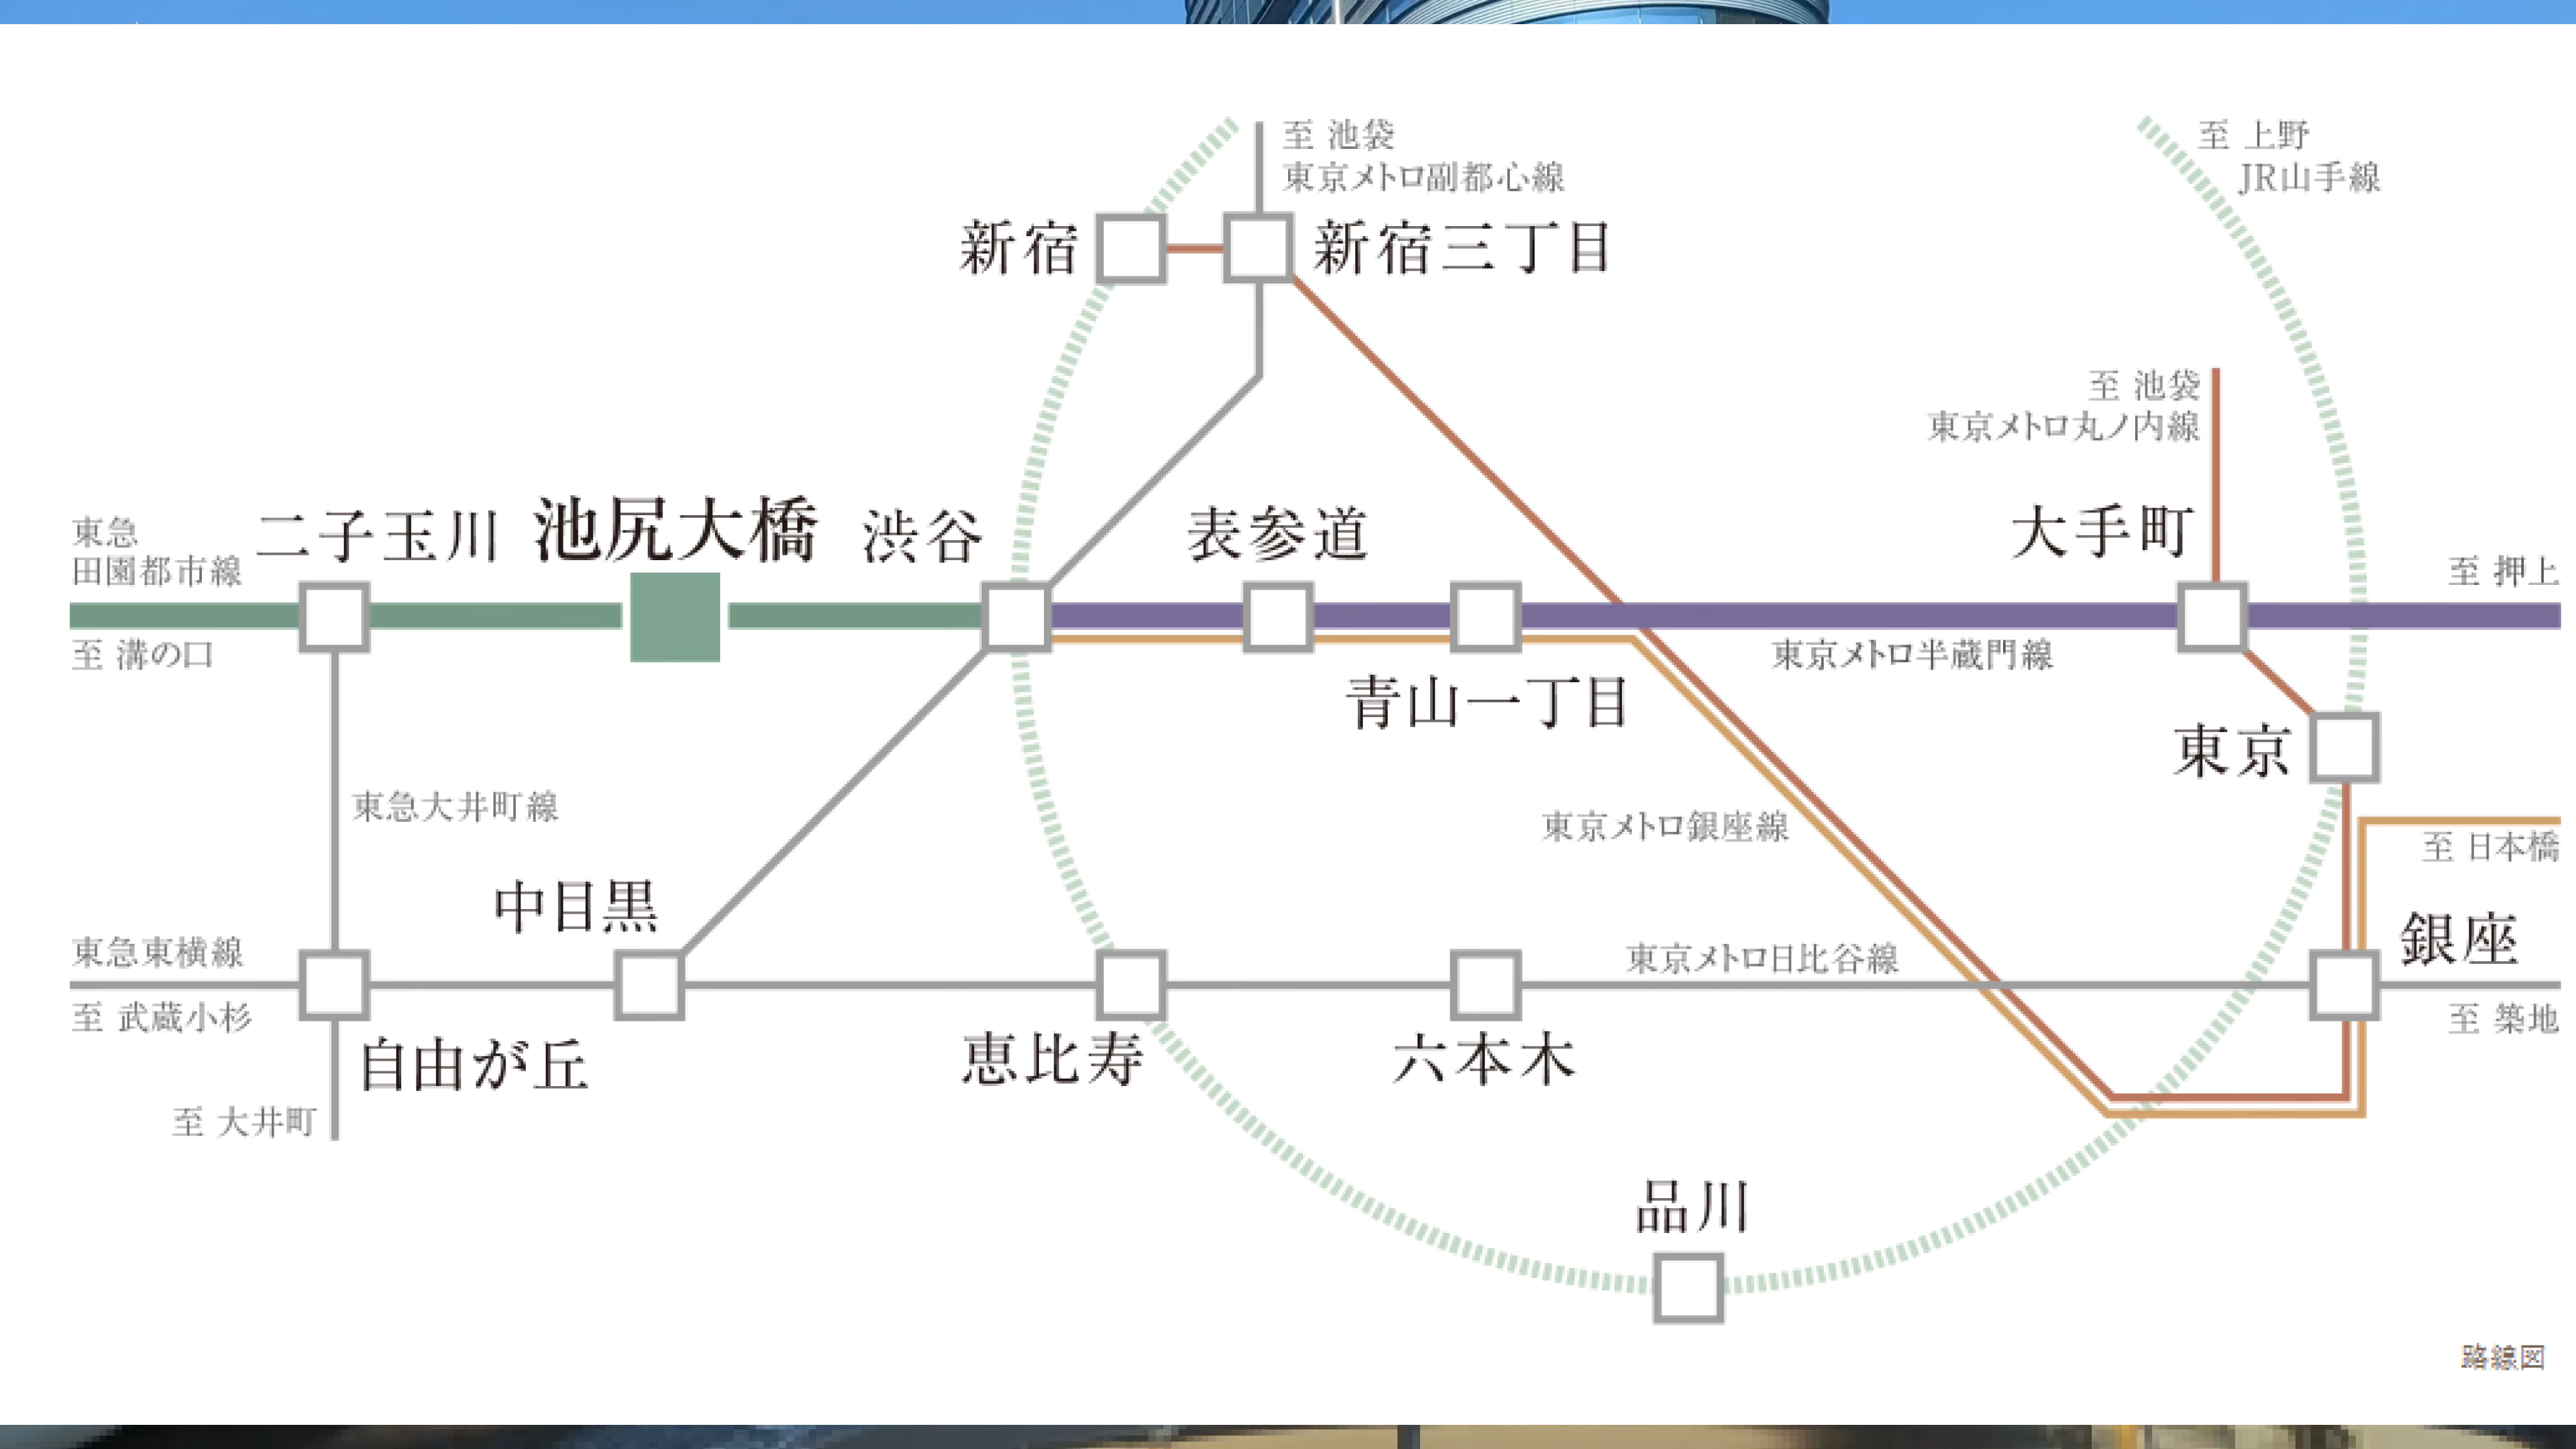 至 池袋
東京メトロ副都心線
至 上野
JR山手線
新宿
新宿三丁目
至 池袋
東京メトロ丸ノ内線
東急
田園都市線
二子玉川
池尻大橋
渋谷
表参道
大手町
至 押上
至 溝の口
東京メトロ半蔵門線
青山一丁目
東京
東急大井町線
東京メトロ銀座線
至 日本橋
中目黒
銀座
東急東横線
東京メトロ日比谷線
至 武蔵小杉
至 築地
自由が丘
恵比寿
六本木
至 大井町
品川
路線図